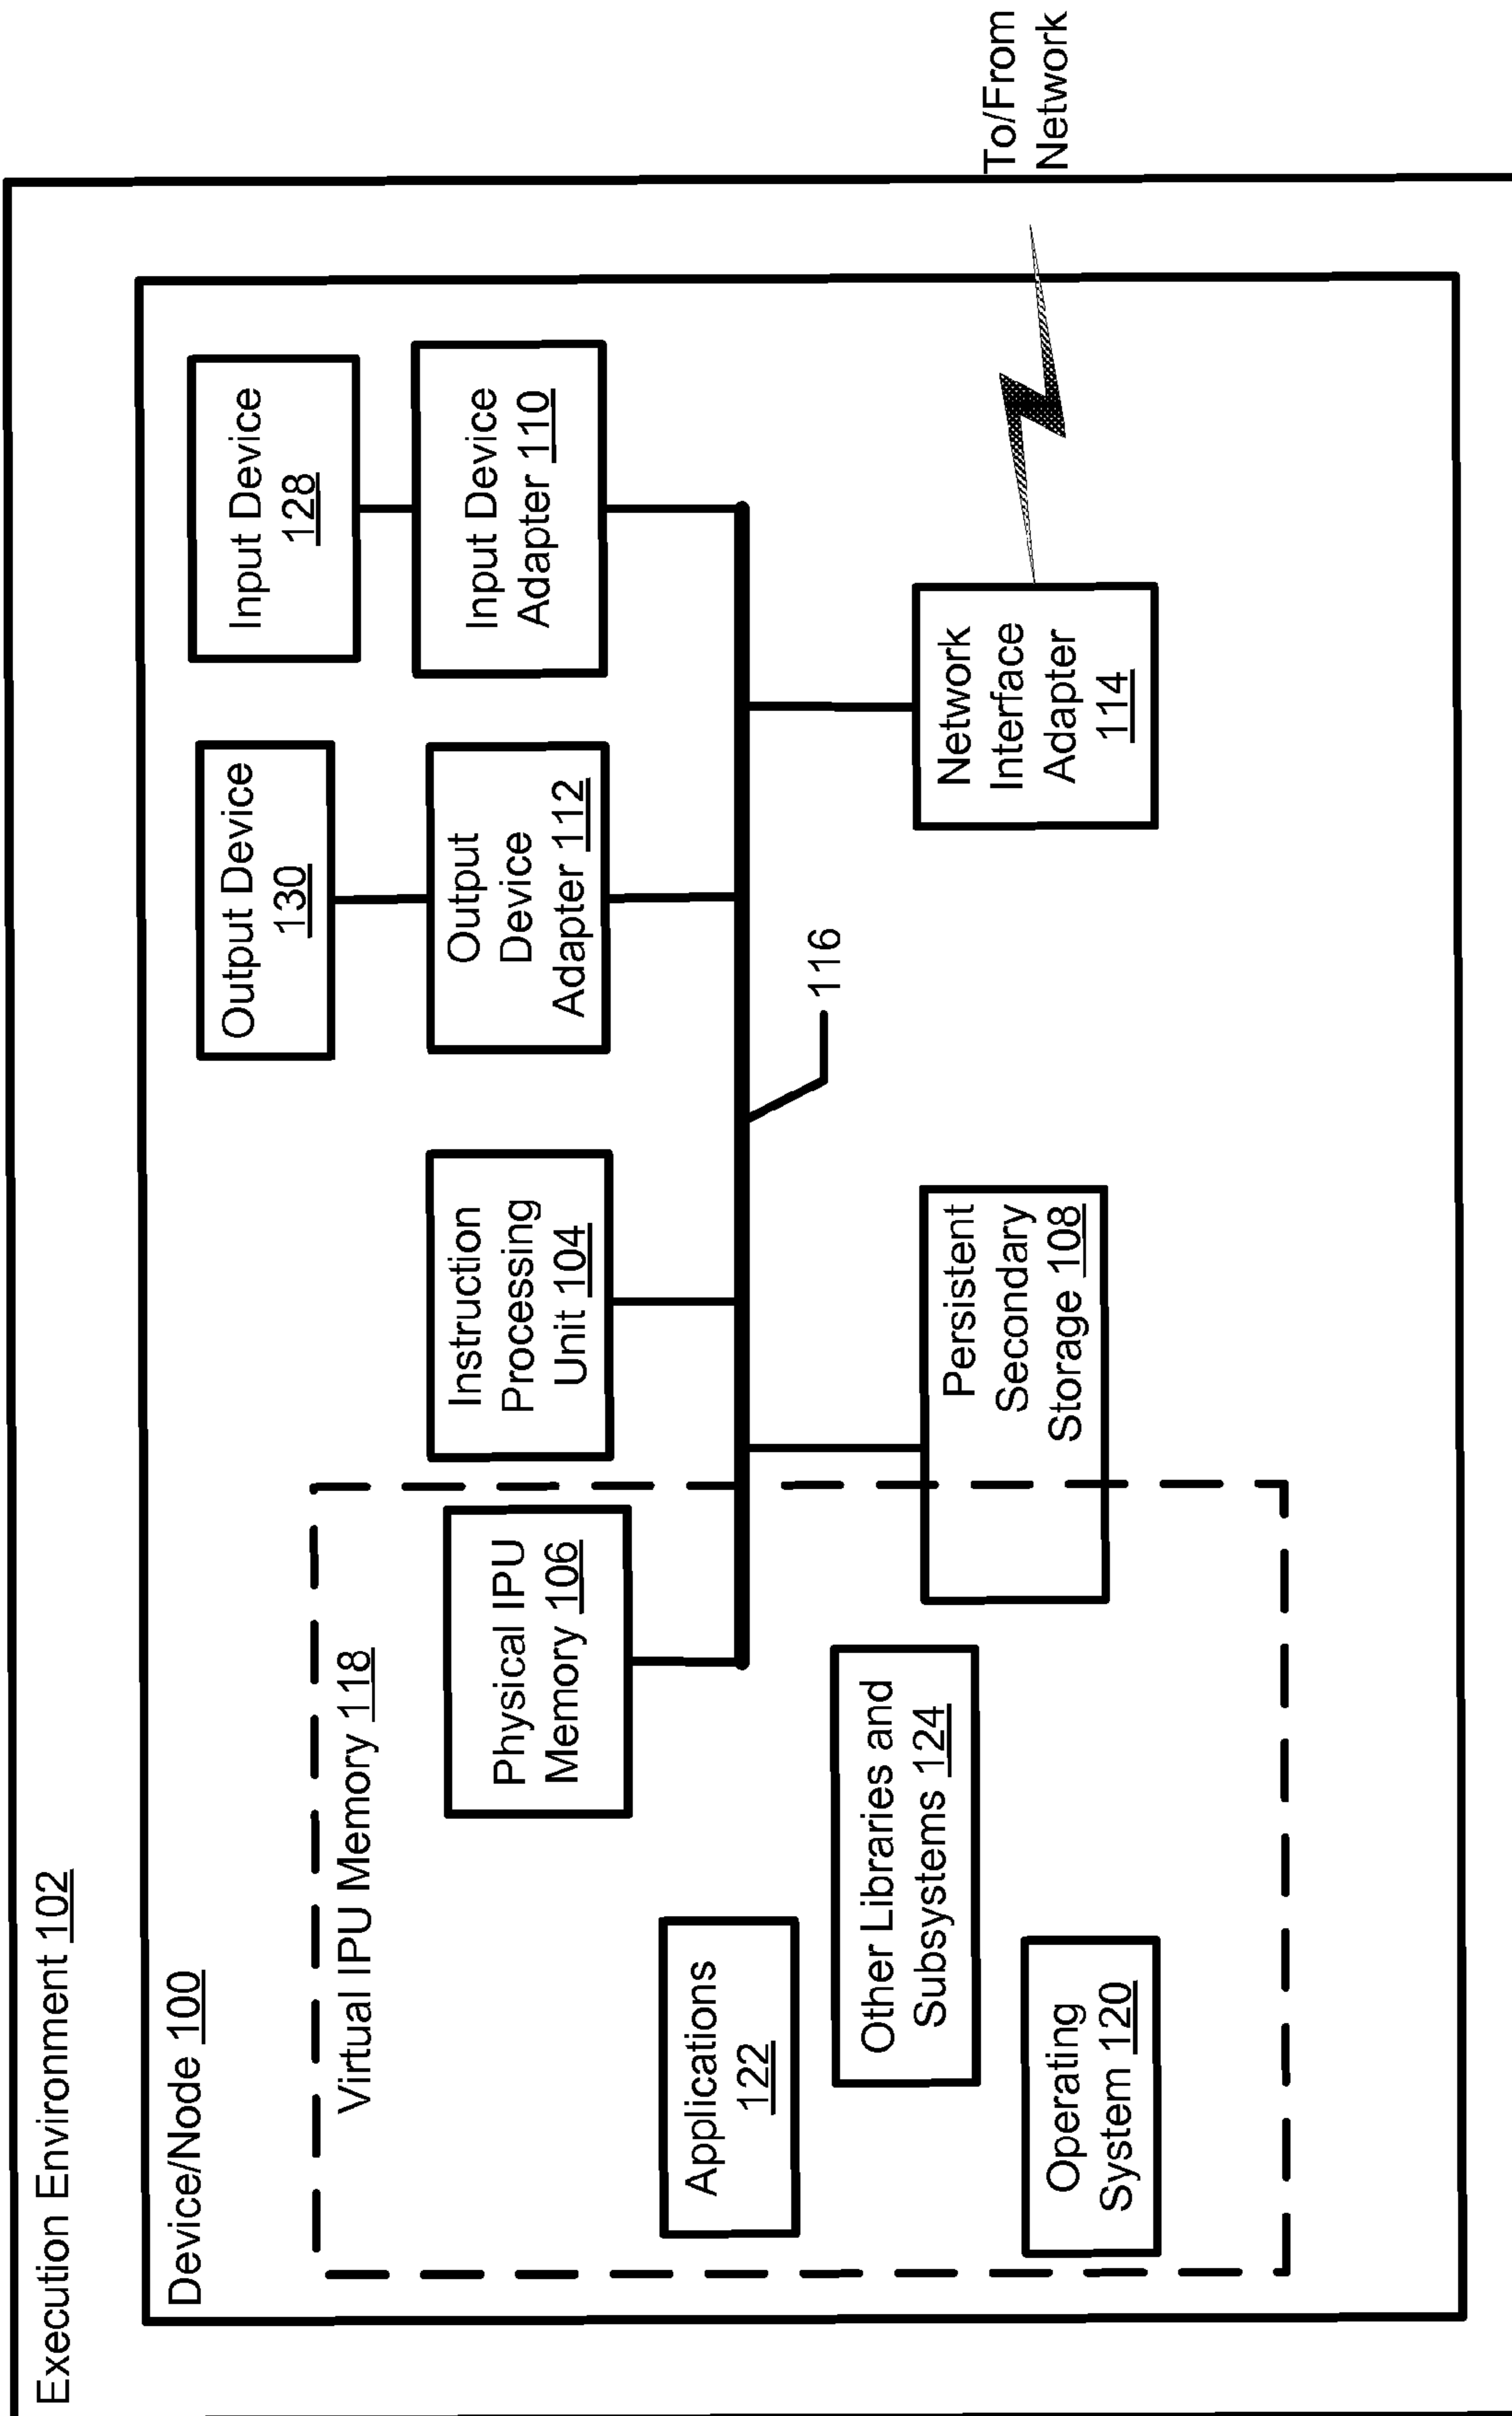 Execution Environment 102
Device/Node 100
Virtual IPU Memory 118
Physical IPU
Memory 106
Instruction
Processing
Unit 104
Output Device
130
Output
Device
Adapter 112
Input Device
128
Input Device
Adapter 110
Applications
122
Other Libraries and
Subsystems 124
Operating
System 120
Persistent
Secondary
Storage 108
116
Network
Interface
Adapter
114
To/From
Network